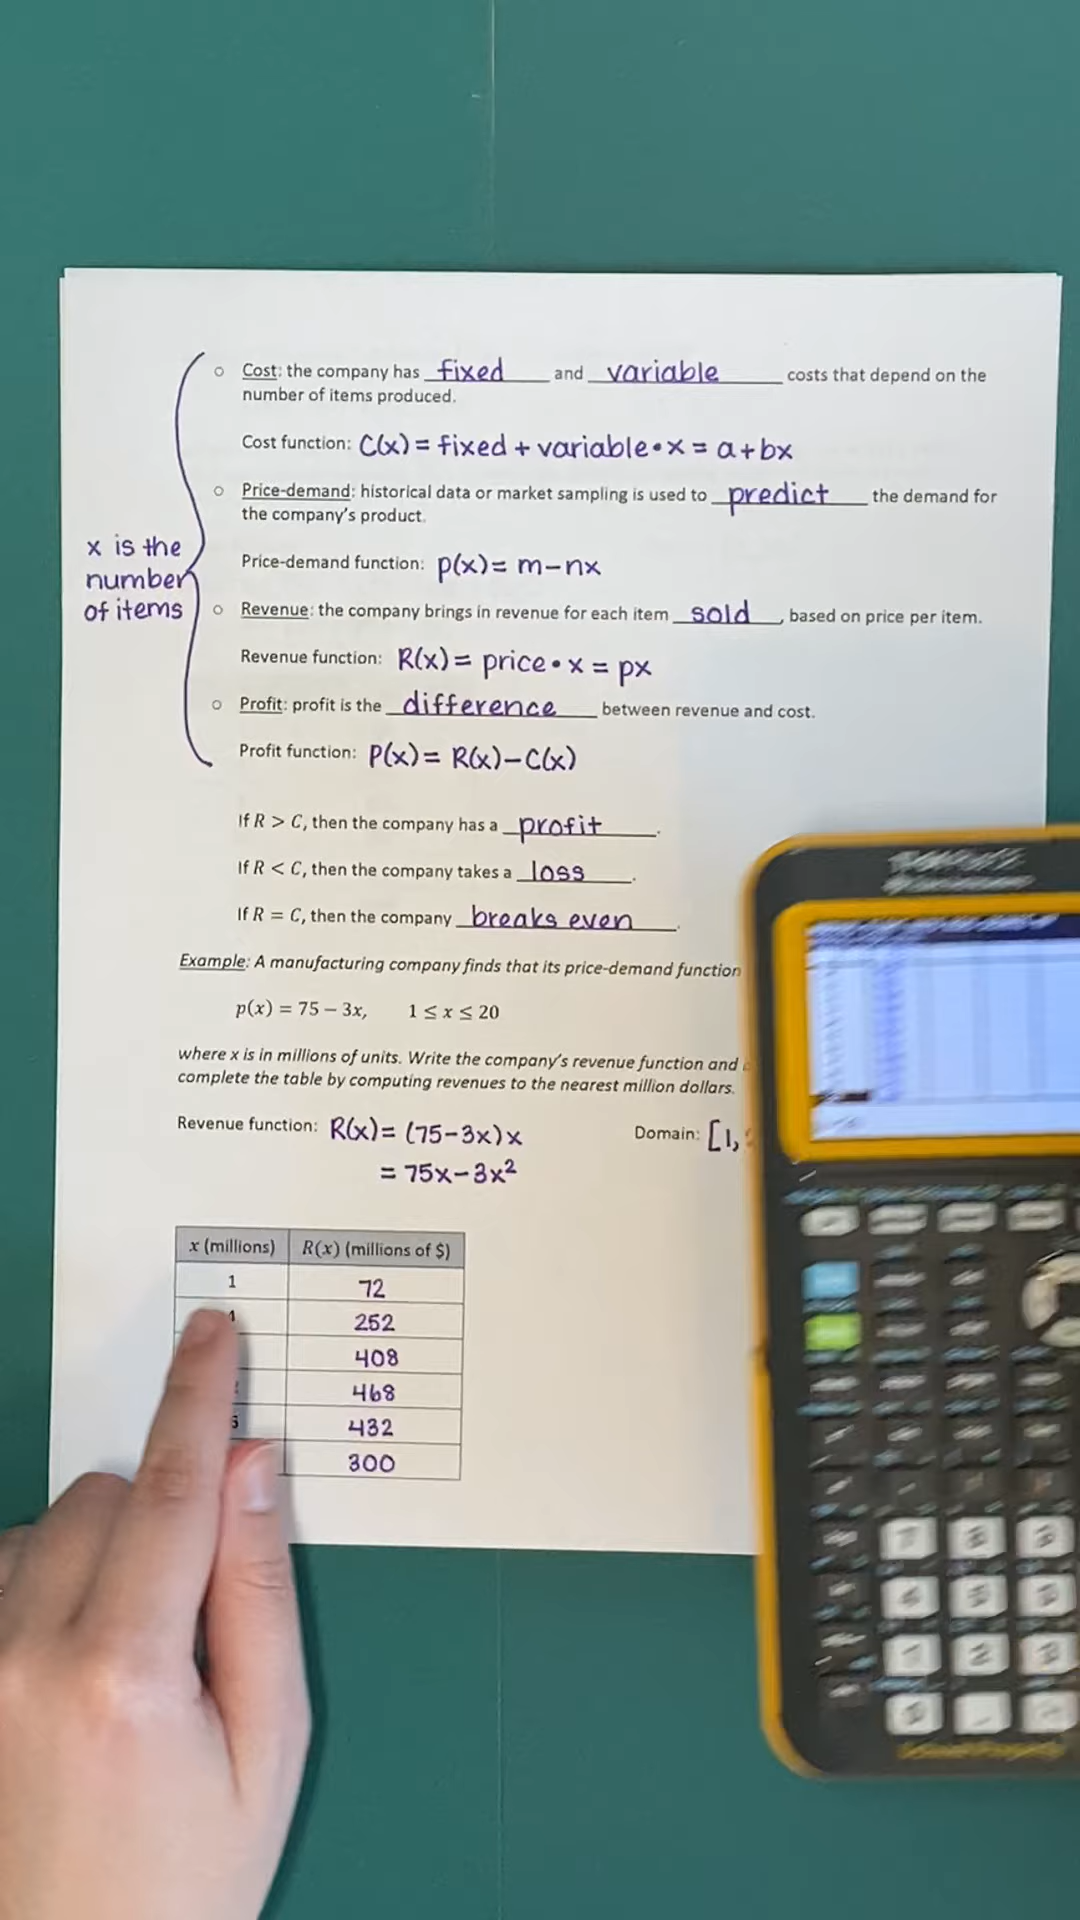 Cost: the company has fixed and variable costs that depend on the
number of items produced.
Cost function: C(x) = fixed + variable • x = a + bx
Price-demand: historical data or market sampling is used to predict the demand for
the company's product.
x is the
number
of items
Price-demand function: p(x) = m - nx
Revenue: the company brings in revenue for each item sold, based on price per item.
Revenue function: R(x) = price • x = px
Profit: profit is the difference between revenue and cost.
Profit function: P(x) = R(x) - C(x)
If R > C, then the company has a profit.
If R < C, then the company takes a loss.
If R = C, then the company breaks even.
Example: A manufacturing company finds that its price-demand function
p(x) = 75 – 3x, 1 ≤ x ≤ 20
where x is in millions of units. Write the company's revenue function and
complete the table by computing revenues to the nearest million dollars.
Revenue function: R(x) = (75-3x)x Domain: [1,
= 75x - 3x²
x (millions) R(x) (millions of $)
1 72
252
408
468
432
300